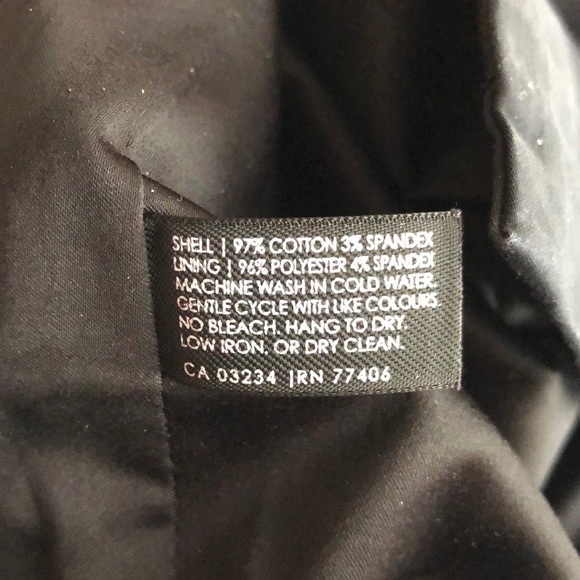 SHELL | 97% COTTON 3% SPANDEX
LINING | 96% POLYESTER 4% SPANDEX
MACHINE WASH IN COLD WATER.
GENTLE CYCLE WITH LIKE COLOURS.
NO BLEACH. HANG TO DRY.
LOW IRON. OR DRY CLEAN.
CA 03234 |RN 77406